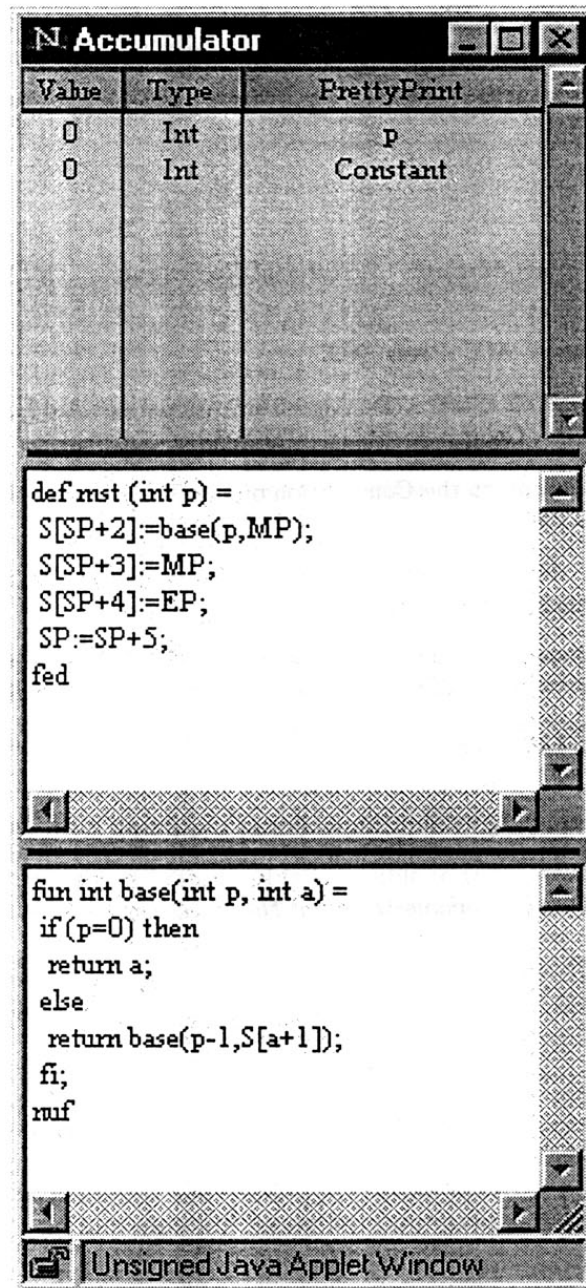 N Accumulator
Value Type PrettyPrint
0 Int p
0 Int Constant
def mst (int p) =
S[SP+2]:=base(p,MP);
S[SP+3]:=MP;
S[SP+4]:=EP;
SP:=SP+5;
fed
fun int base(int p, int a) =
if (p=0) then
return a;
else
return base(p-1,S[a+1]);
fi;
nuf
Unsigned Java Applet Window